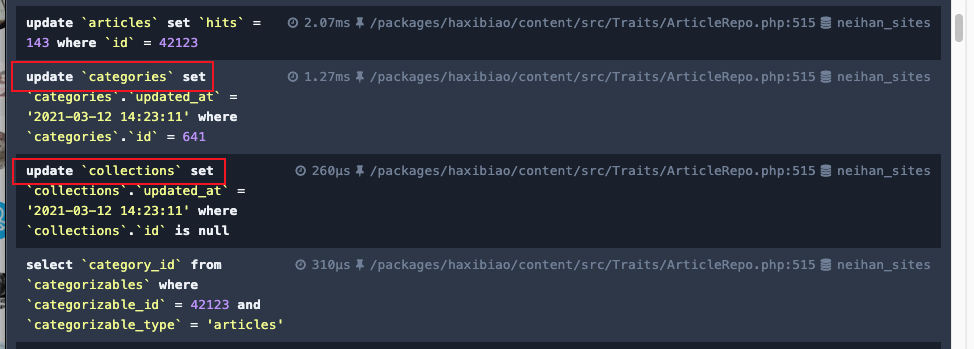 update `articles` set `hits` = 2.07ms /packages/haxibiao/content/src/Traits/ArticleRepo.php:515 neihan_sites
143 where `id` = 42123
update `categories` set 1.27ms /packages/haxibiao/content/src/Traits/ArticleRepo.php:515 neihan_sites
`categories`.`updated_at` =
'2021-03-12 14:23:11' where
`categories`.`id` = 641
update `collections` set 260μs /packages/haxibiao/content/src/Traits/ArticleRepo.php:515 neihan_sites
`collections`.`updated_at` =
'2021-03-12 14:23:11' where
`collections`.`id` is null
select `category_id` from 310μs /packages/haxibiao/content/src/Traits/ArticleRepo.php:515 neihan_sites
`categorizables` where
`categorizable_id` = 42123 and
`categorizable_type` = 'articles'